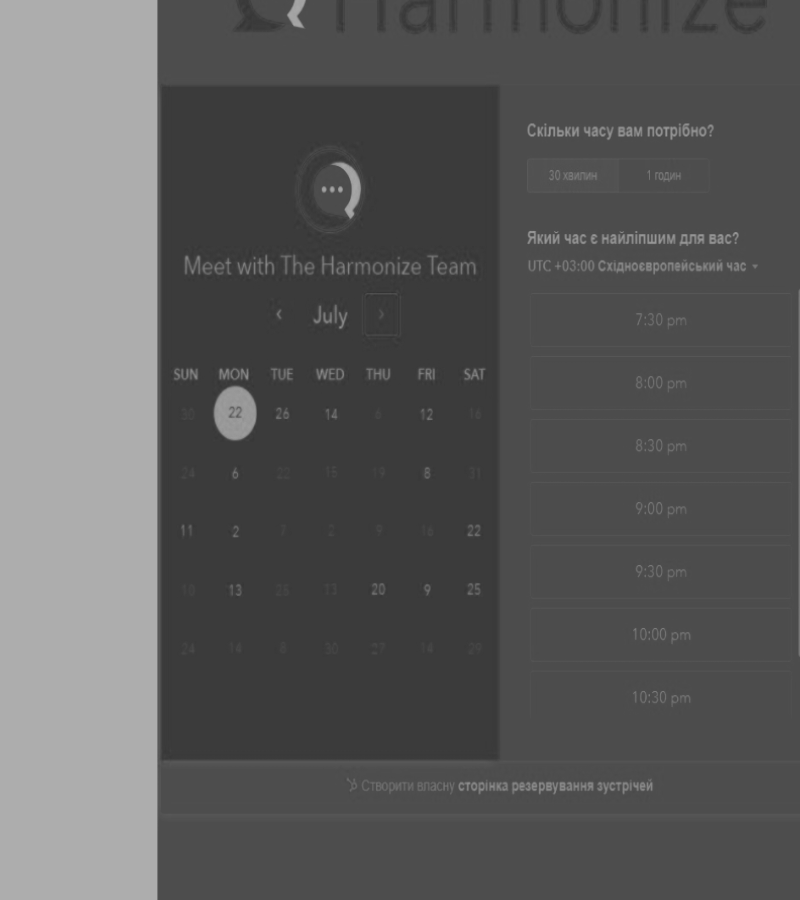 Harmonize
Meet with The Harmonize Team
July
SUN MON TUE WED THU FRI SAT
30 22 26 14 6 12 16
24 6 15 19 8 31
11 2 7 2 9 16 22
13 13 20 9 25
24 14 8 30 27 14 29
Скільки часу вам потрібно?
30 хвилин 1 годин
Який час є найліпшим для вас?
UTC +03:00 Східноєвропейський час
7:30 pm
8:00 pm
8:30 pm
9:00 pm
9:30 pm
10:00 pm
10:30 pm
Створити власну сторінка резервування зустрічей